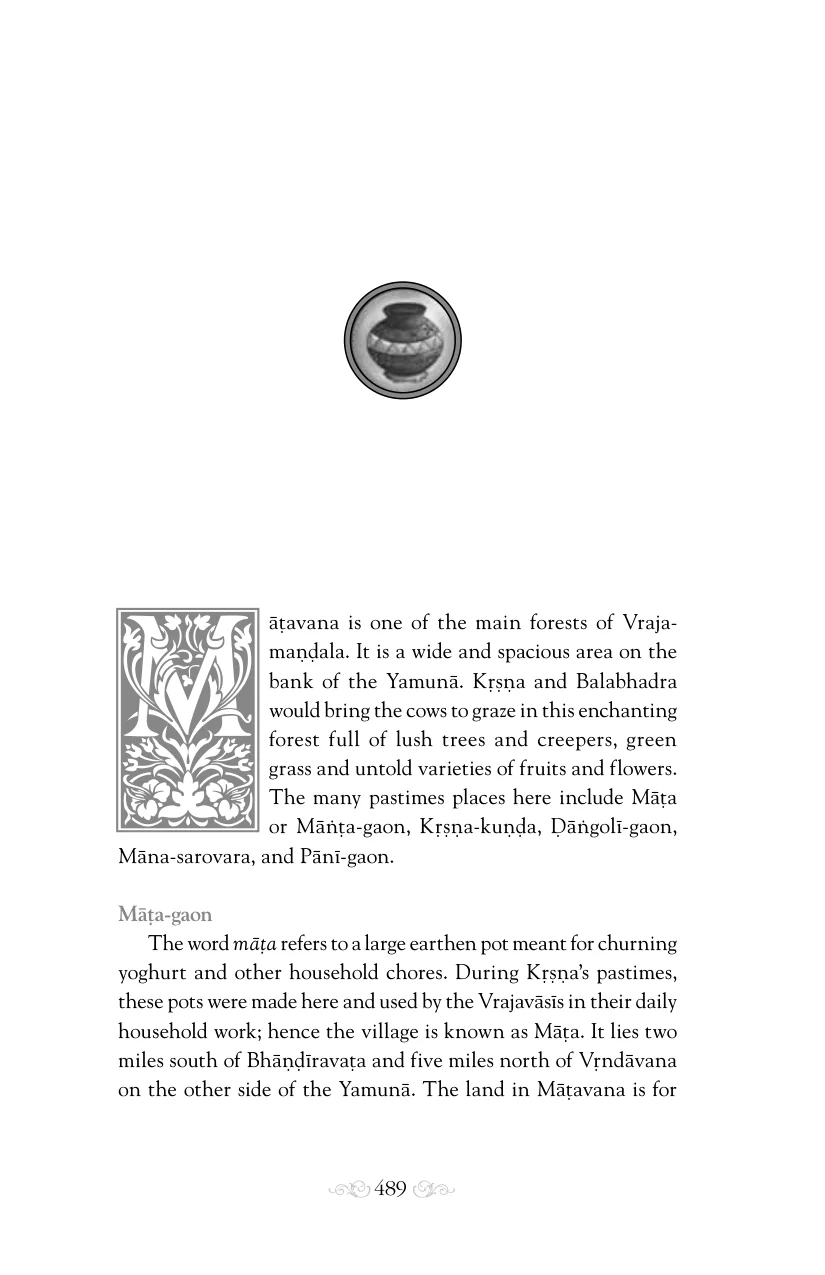 Māṭavana is one of the main forests of Vraja-
maṇḍala. It is a wide and spacious area on the
bank of the Yamunā. Kṛṣṇa and Balabhadra
would bring the cows to graze in this enchanting
forest full of lush trees and creepers, green
grass and untold varieties of fruits and flowers.
The many pastimes places here include Māṭa
or Māṅṭa-gaon, Kṛṣṇa-kuṇḍa, Ḍāṅgolī-gaon,
Māna-sarovara, and Pānī-gaon.
Māṭa-gaon
The word māṭa refers to a large earthen pot meant for churning
yoghurt and other household chores. During Kṛṣṇa’s pastimes,
these pots were made here and used by the Vrajavāsīs in their daily
household work; hence the village is known as Māṭa. It lies two
miles south of Bhāṇḍīravaṭa and five miles north of Vṛndāvana
on the other side of the Yamunā. The land in Māṭavana is for
489